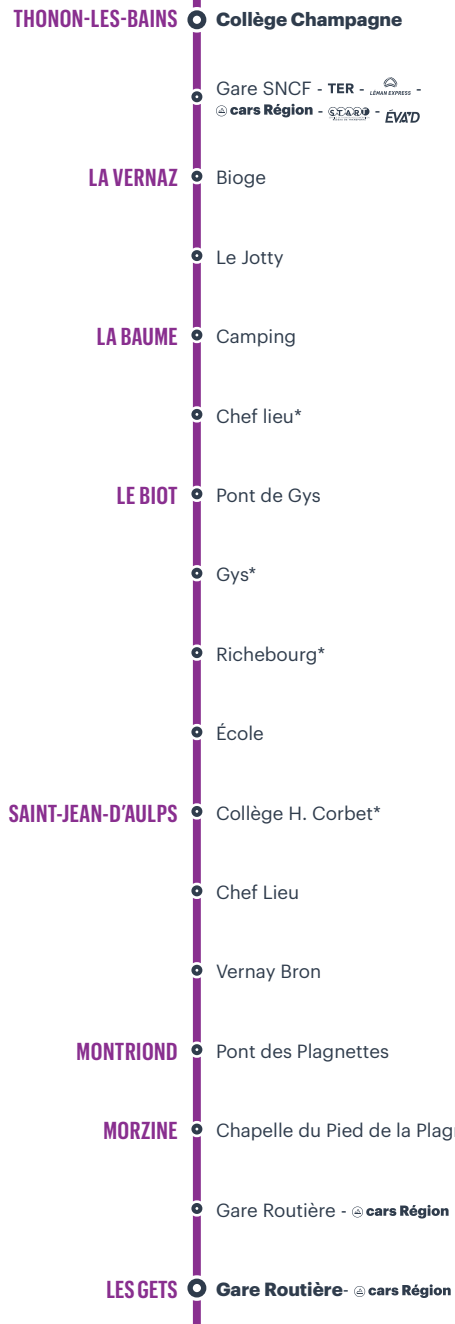 THONON-LES-BAINS Collège Champagne
Gare SNCF - TER - LÉMAN EXPRESS -
cars Région - START - ÉVA'D
LA VERNAZ Bioge
Le Jotty
LA BAUME Camping
Chef lieu*
LE BIOT Pont de Gys
Gys*
Richebourg*
École
SAINT-JEAN-D'AULPS Collège H. Corbet*
Chef Lieu
Vernay Bron
MONTRIOND Pont des Plagnettes
MORZINE Chapelle du Pied de la
Gare Routière - cars Région
LES GETS Gare Routière- cars Région